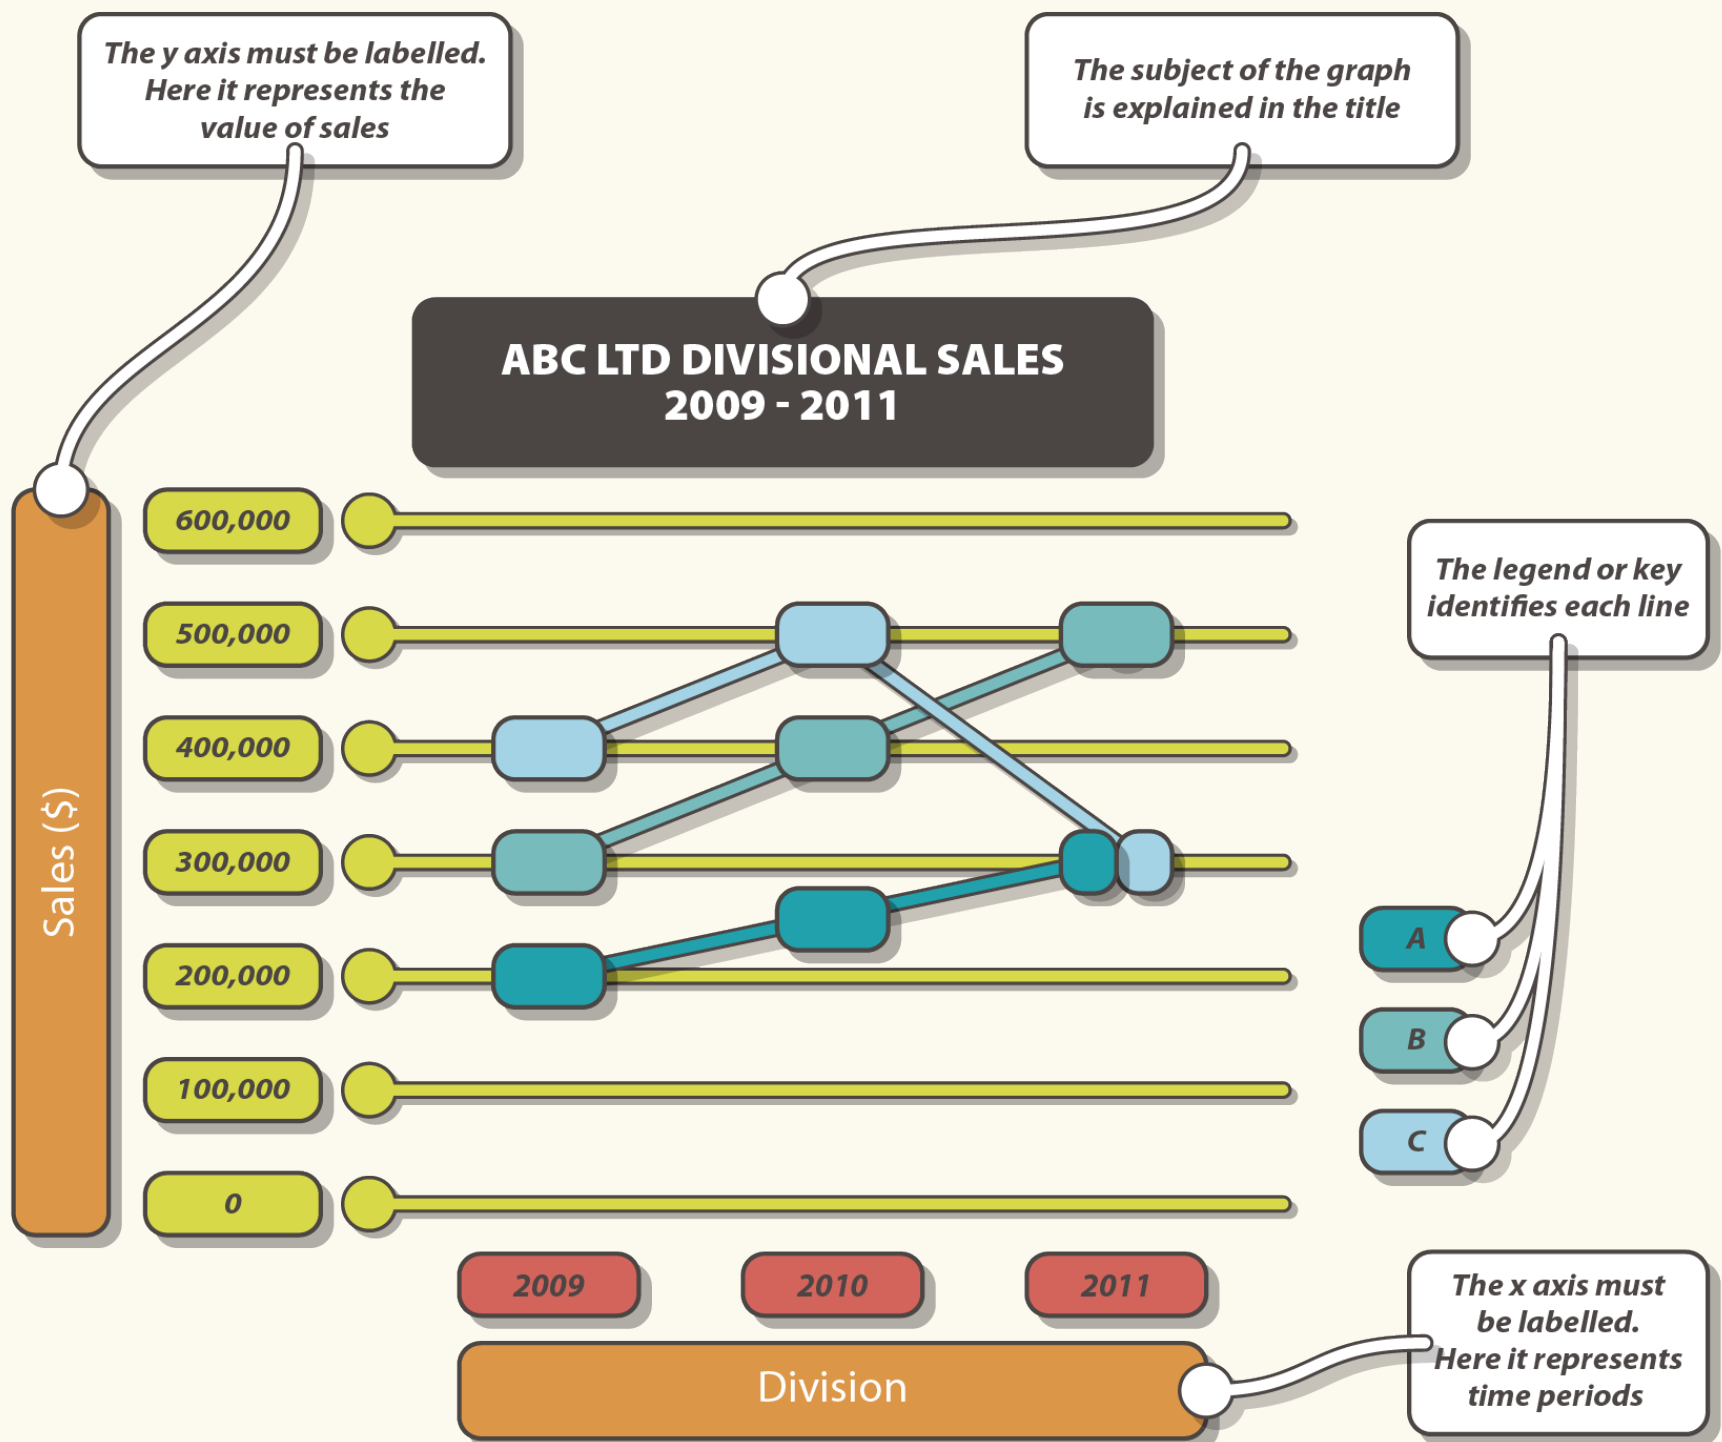 The y axis must be labelled.
Here it represents the
value of sales
The subject of the graph
is explained in the title
ABC LTD DIVISIONAL SALES
2009 - 2011
Sales ($)
600,000
500,000
400,000
300,000
200,000
100,000
0
The legend or key
identifies each line
A
B
C
2009
2010
2011
Division
The x axis must
be labelled.
Here it represents
time periods